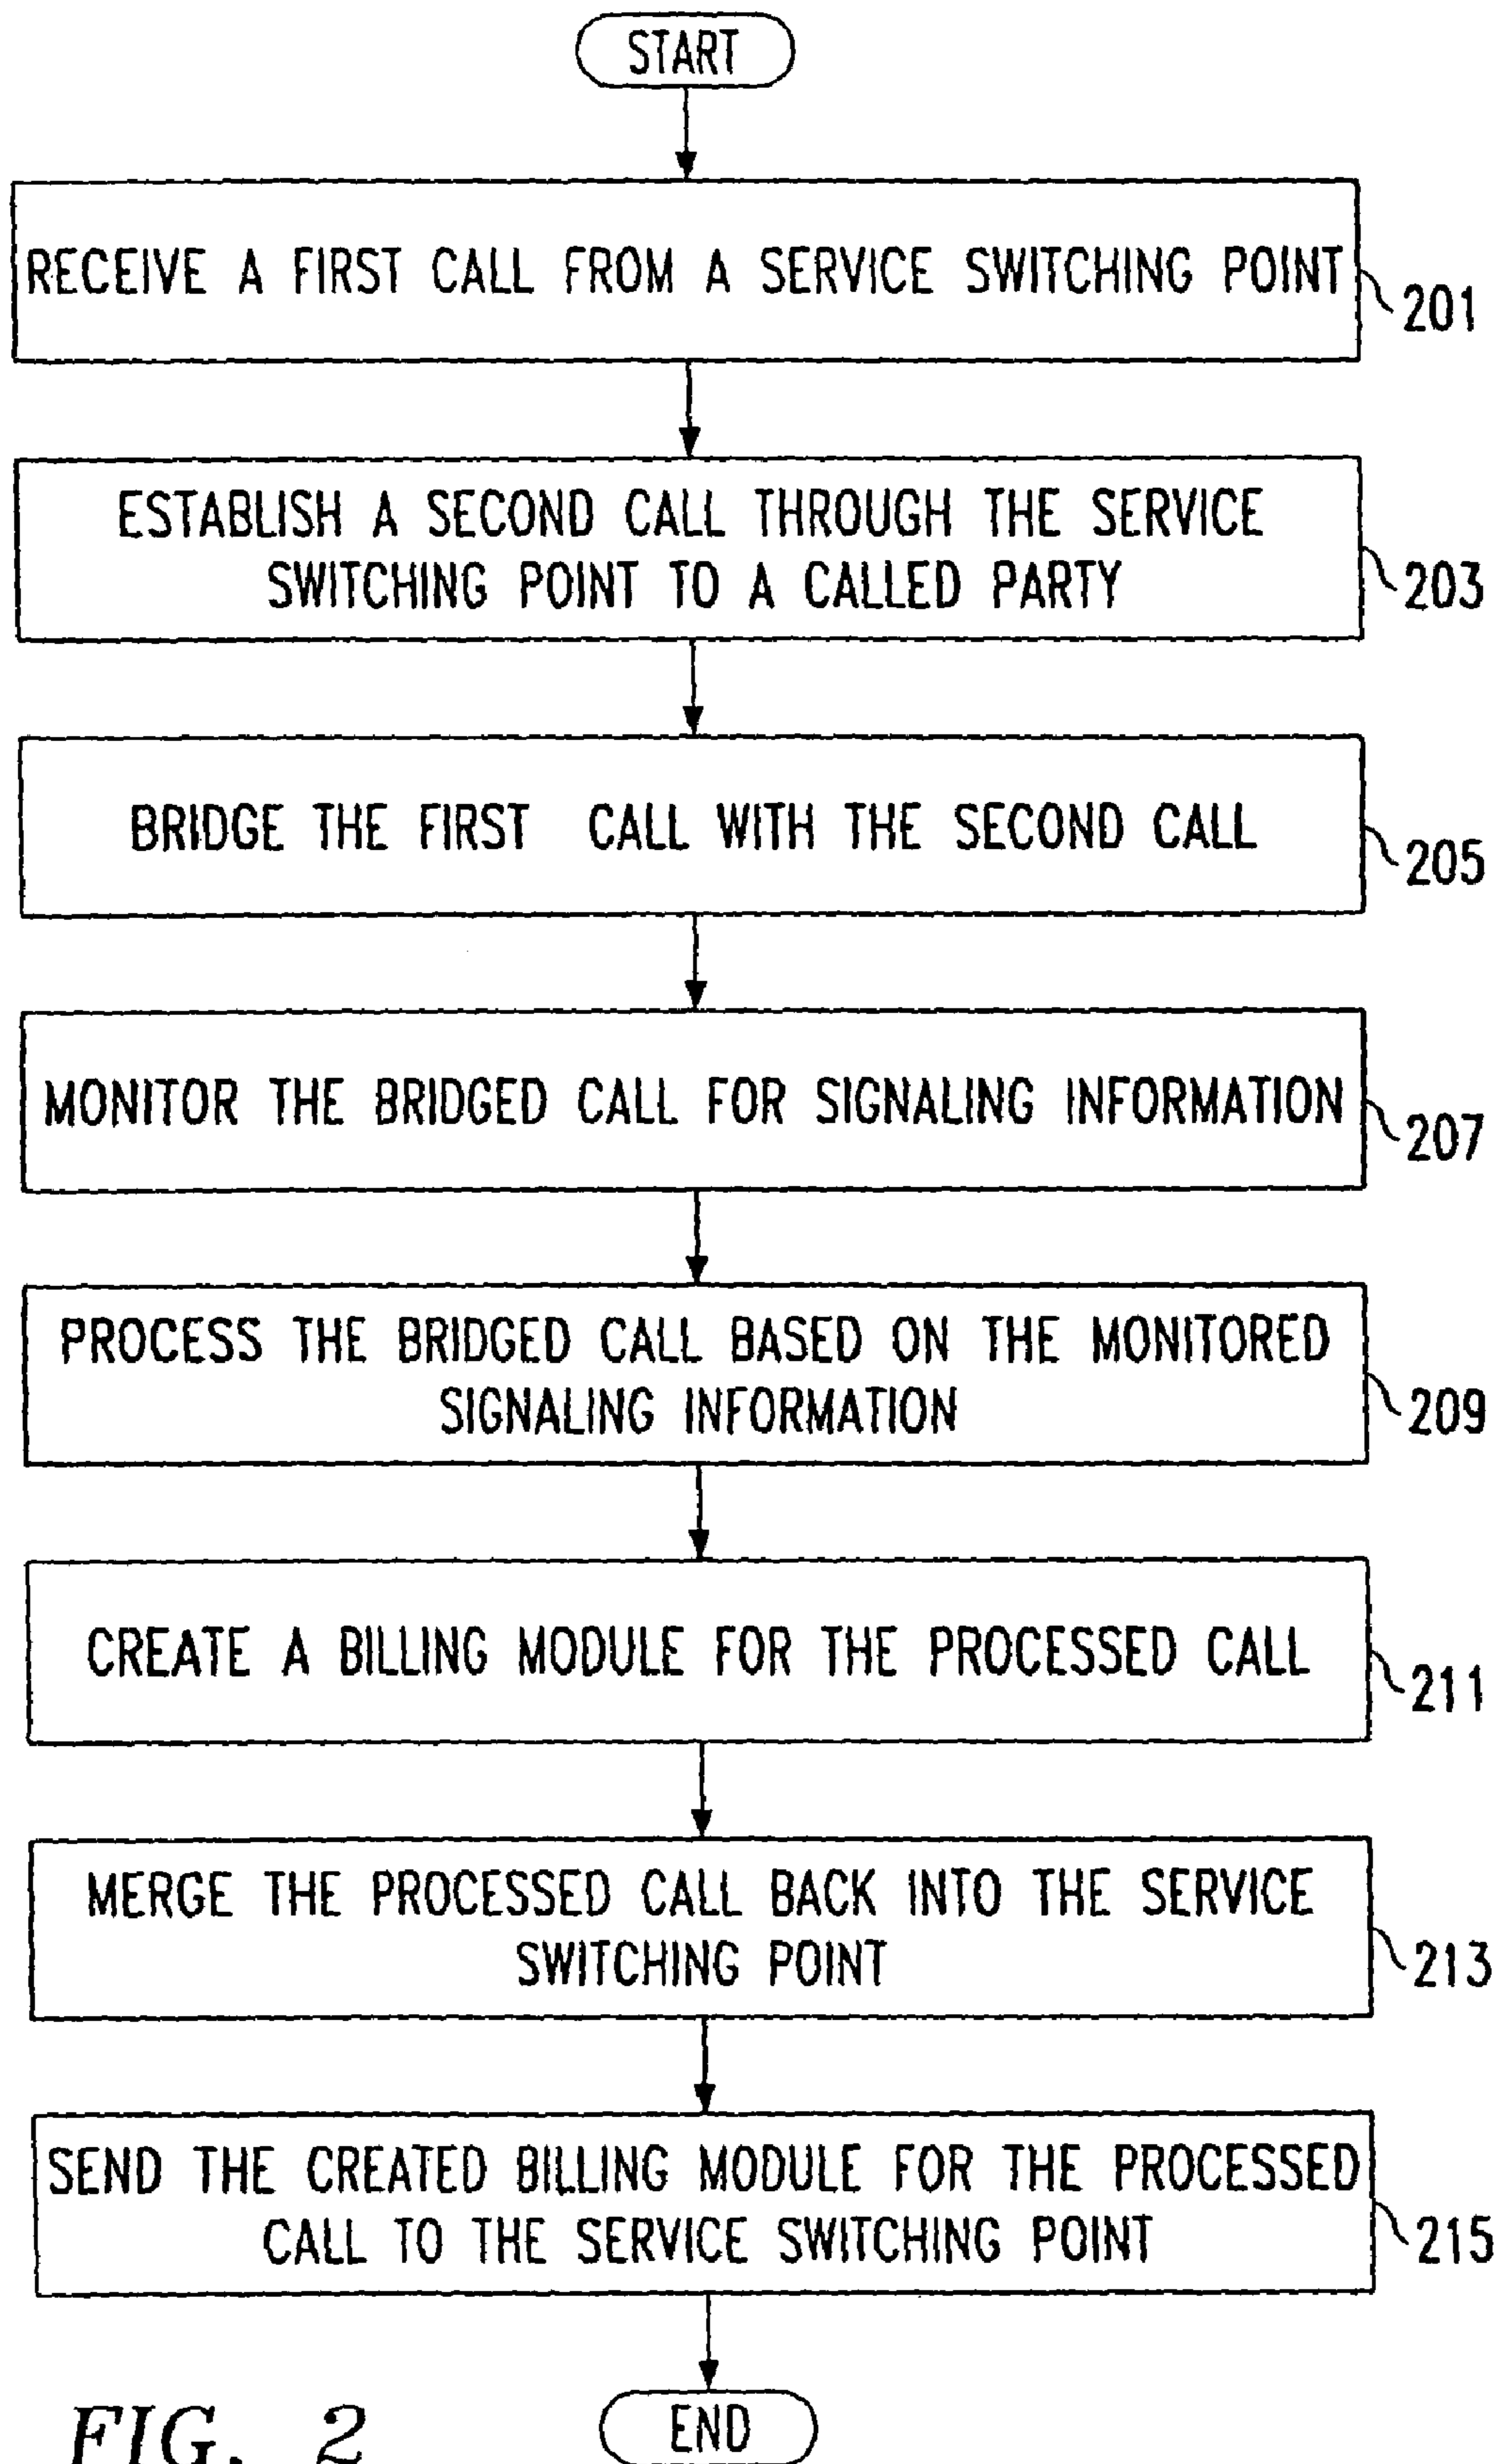 START
RECEIVE A FIRST CALL FROM A SERVICE SWITCHING POINT
201
ESTABLISH A SECOND CALL THROUGH THE SERVICE
SWITCHING POINT TO A CALLED PARTY
203
BRIDGE THE FIRST CALL WITH THE SECOND CALL
205
MONITOR THE BRIDGED CALL FOR SIGNALING INFORMATION
207
PROCESS THE BRIDGED CALL BASED ON THE MONITORED
SIGNALING INFORMATION
209
CREATE A BILLING MODULE FOR THE PROCESSED CALL
211
MERGE THE PROCESSED CALL BACK INTO THE SERVICE
SWITCHING POINT
213
SEND THE CREATED BILLING MODULE FOR THE PROCESSED
CALL TO THE SERVICE SWITCHING POINT
215
END
FIG. 2